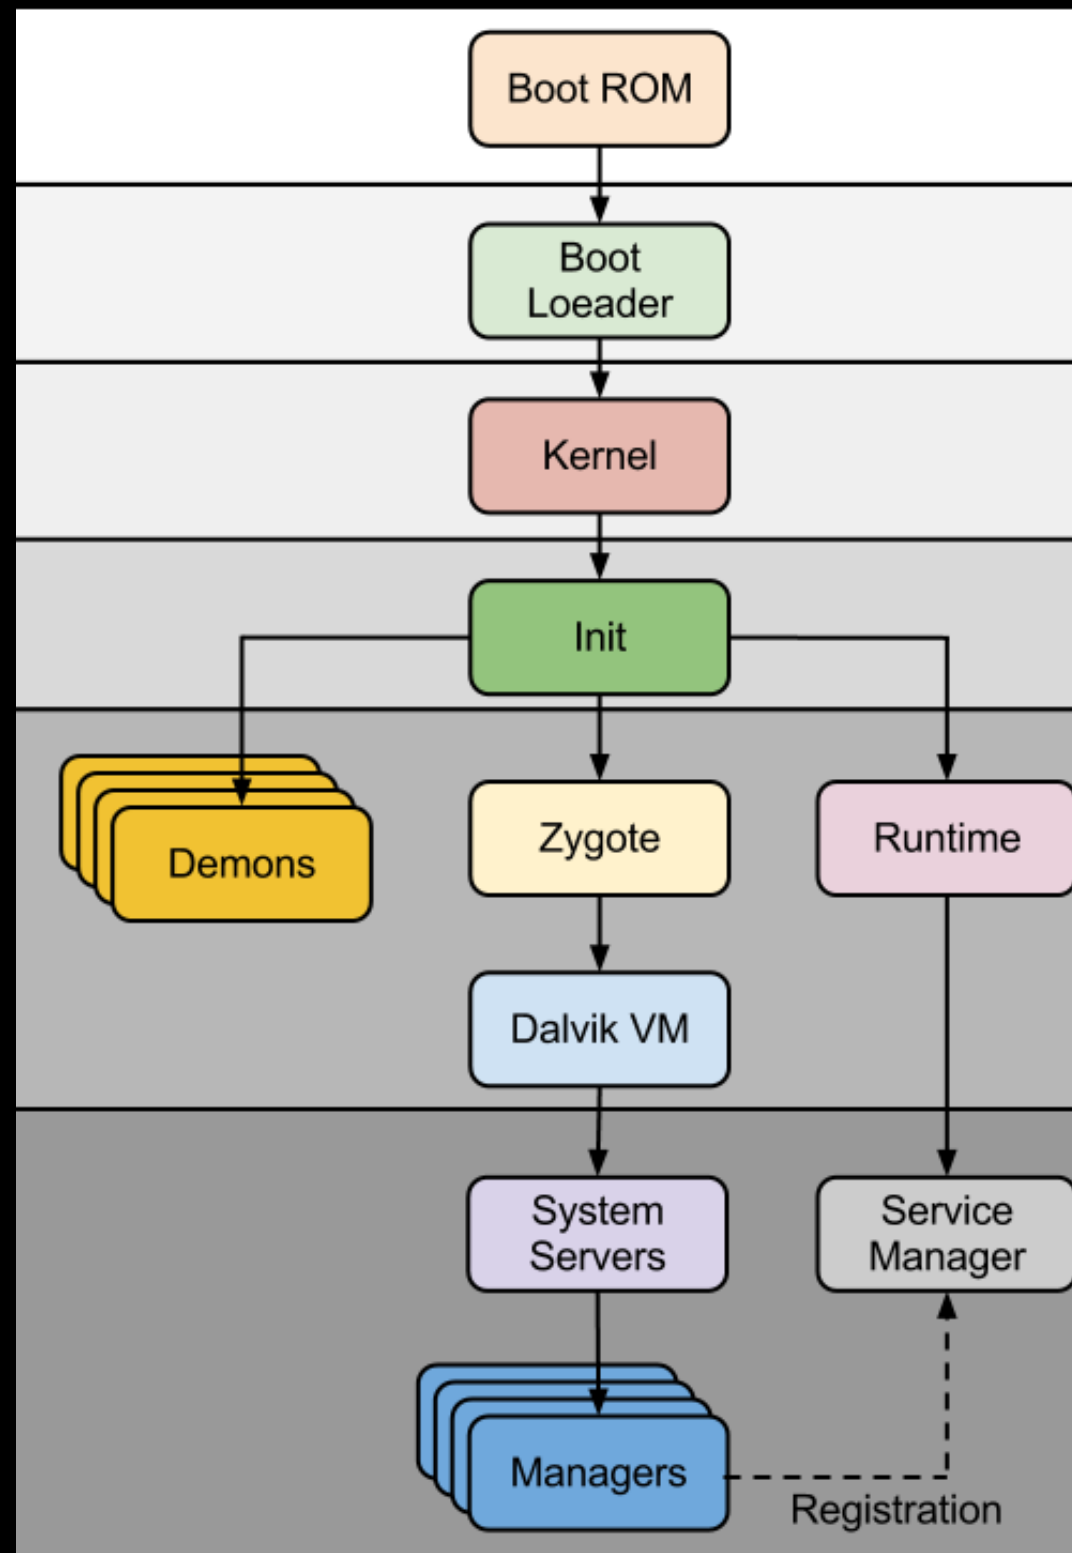 Boot ROM
Boot
Loeader
Kernel
Init
Demons
Zygote
Runtime
Dalvik VM
System
Servers
Service
Manager
Managers
Registration